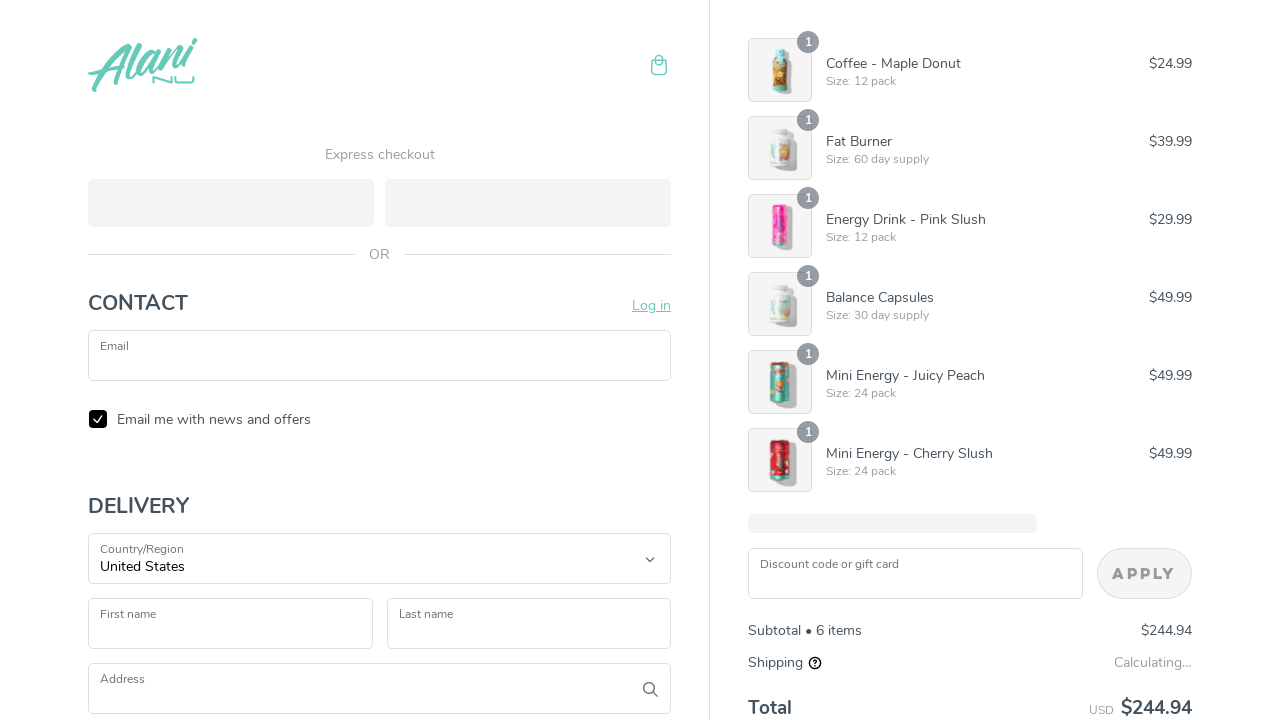 Alani
NU
Express checkout
OR
CONTACT
Log in
Email
Email me with news and offers
DELIVERY
Country/Region
United States
First name
Last name
Address
1
Coffee - Maple Donut
$24.99
Size: 12 pack
1
Fat Burner
$39.99
Size: 60 day supply
1
Energy Drink - Pink Slush
$29.99
Size: 12 pack
1
Balance Capsules
$49.99
Size: 30 day supply
1
Mini Energy - Juicy Peach
$49.99
Size: 24 pack
1
Mini Energy - Cherry Slush
$49.99
Size: 24 pack
Discount code or gift card
APPLY
Subtotal • 6 items
$244.94
Shipping
Calculating...
Total
USD $244.94